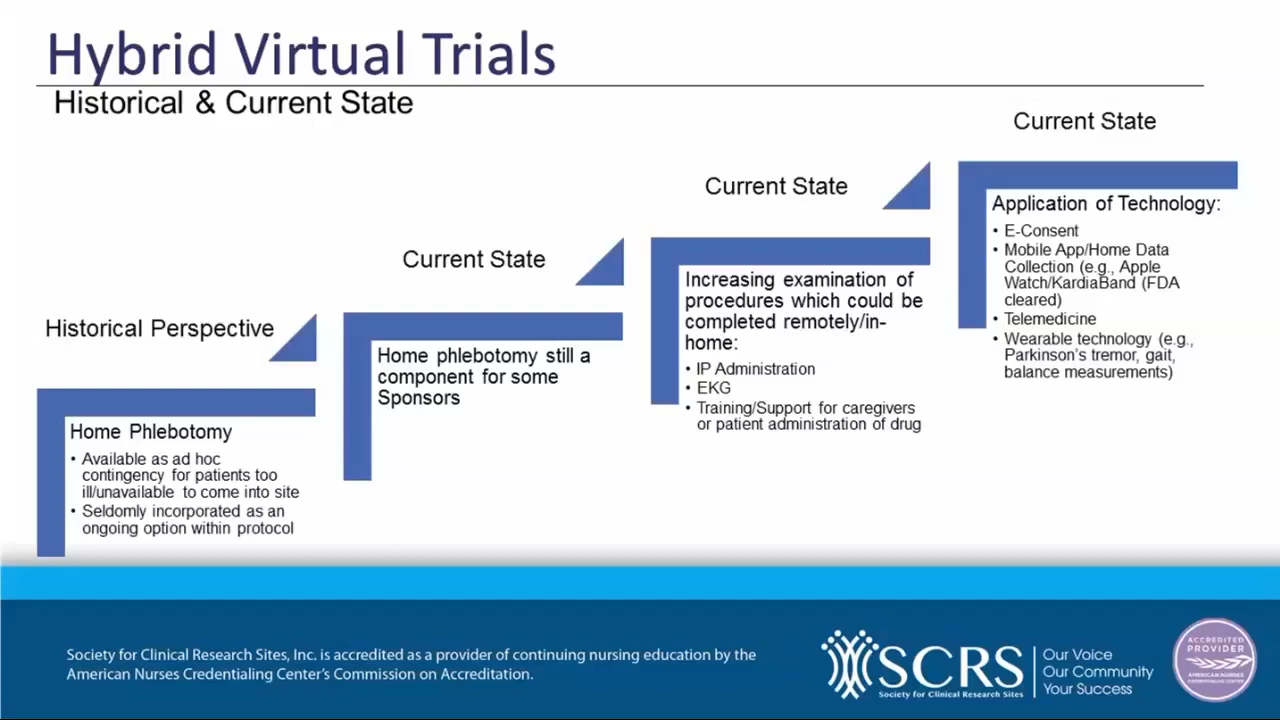 Hybrid Virtual Trials
Historical & Current State
Historical Perspective
Home Phlebotomy
• Available as ad hoc
contingency for patients too
ill/unavailable to come into site
• Seldomly incorporated as an
ongoing option within protocol
Current State
Home phlebotomy still a
component for some
Sponsors
Current State
Increasing examination of
procedures which could be
completed remotely/in-
home:
• IP Administration
• EKG
• Training/Support for caregivers
or patient administration of drug
Current State
Application of Technology:
• E-Consent
• Mobile App/Home Data
Collection (e.g., Apple
Watch/KardiaBand (FDA
cleared)
• Telemedicine
• Wearable technology (e.g.,
Parkinson's tremor, gait,
balance measurements)
Society for Clinical Research Sites, Inc. is accredited as a provider of continuing nursing education by the
American Nurses Credentialing Center's Commission on Accreditation.
SCRS
Society for Clinical Research Sites
Our Voice
Our Community
Your Success
ACCREDITED
PROVIDER
AMERICAN NURSES
CREDENTIALING CENTER